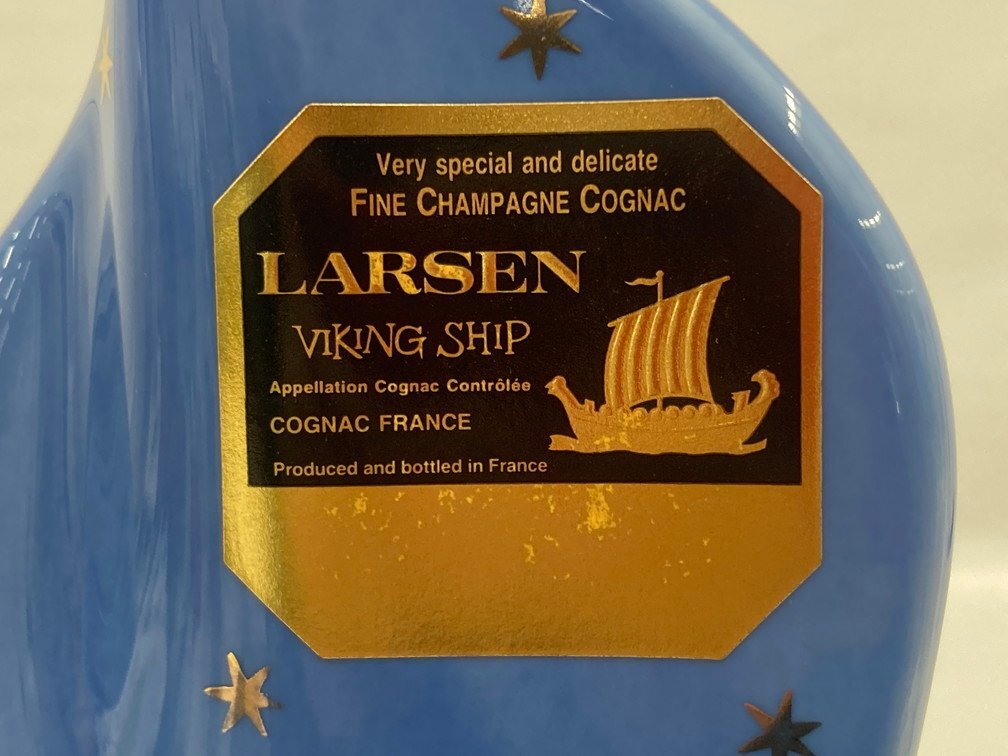 Very special and delicate
FINE CHAMPAGNE COGNAC
LARSEN
VIKING SHIP
Appellation Cognac Contrôlée
COGNAC FRANCE
Produced and bottled in France